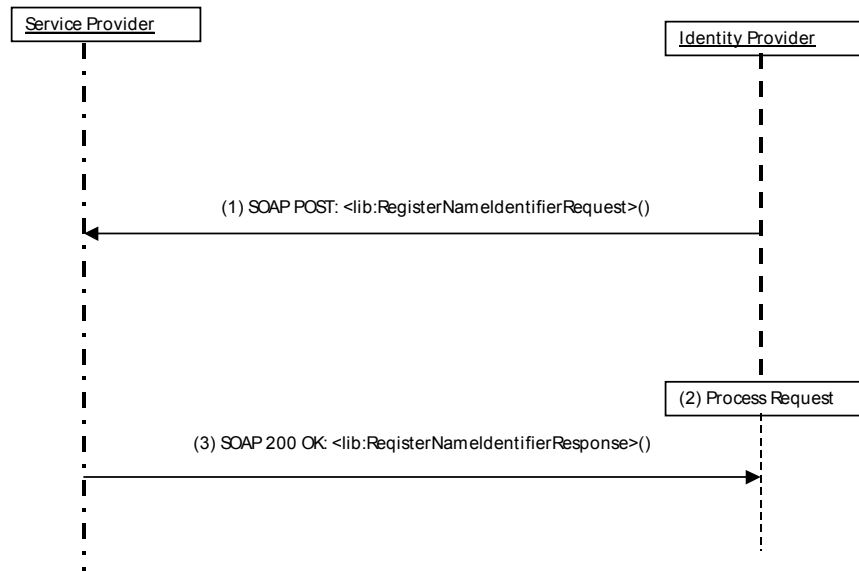 Service Provider
Identity Provider
(1) SOAP POST: <lib:RegisterNameIdentifierRequest>()
(2) Process Request
(3) SOAP 200 OK: <lib:RegisterNameIdentifierResponse>()